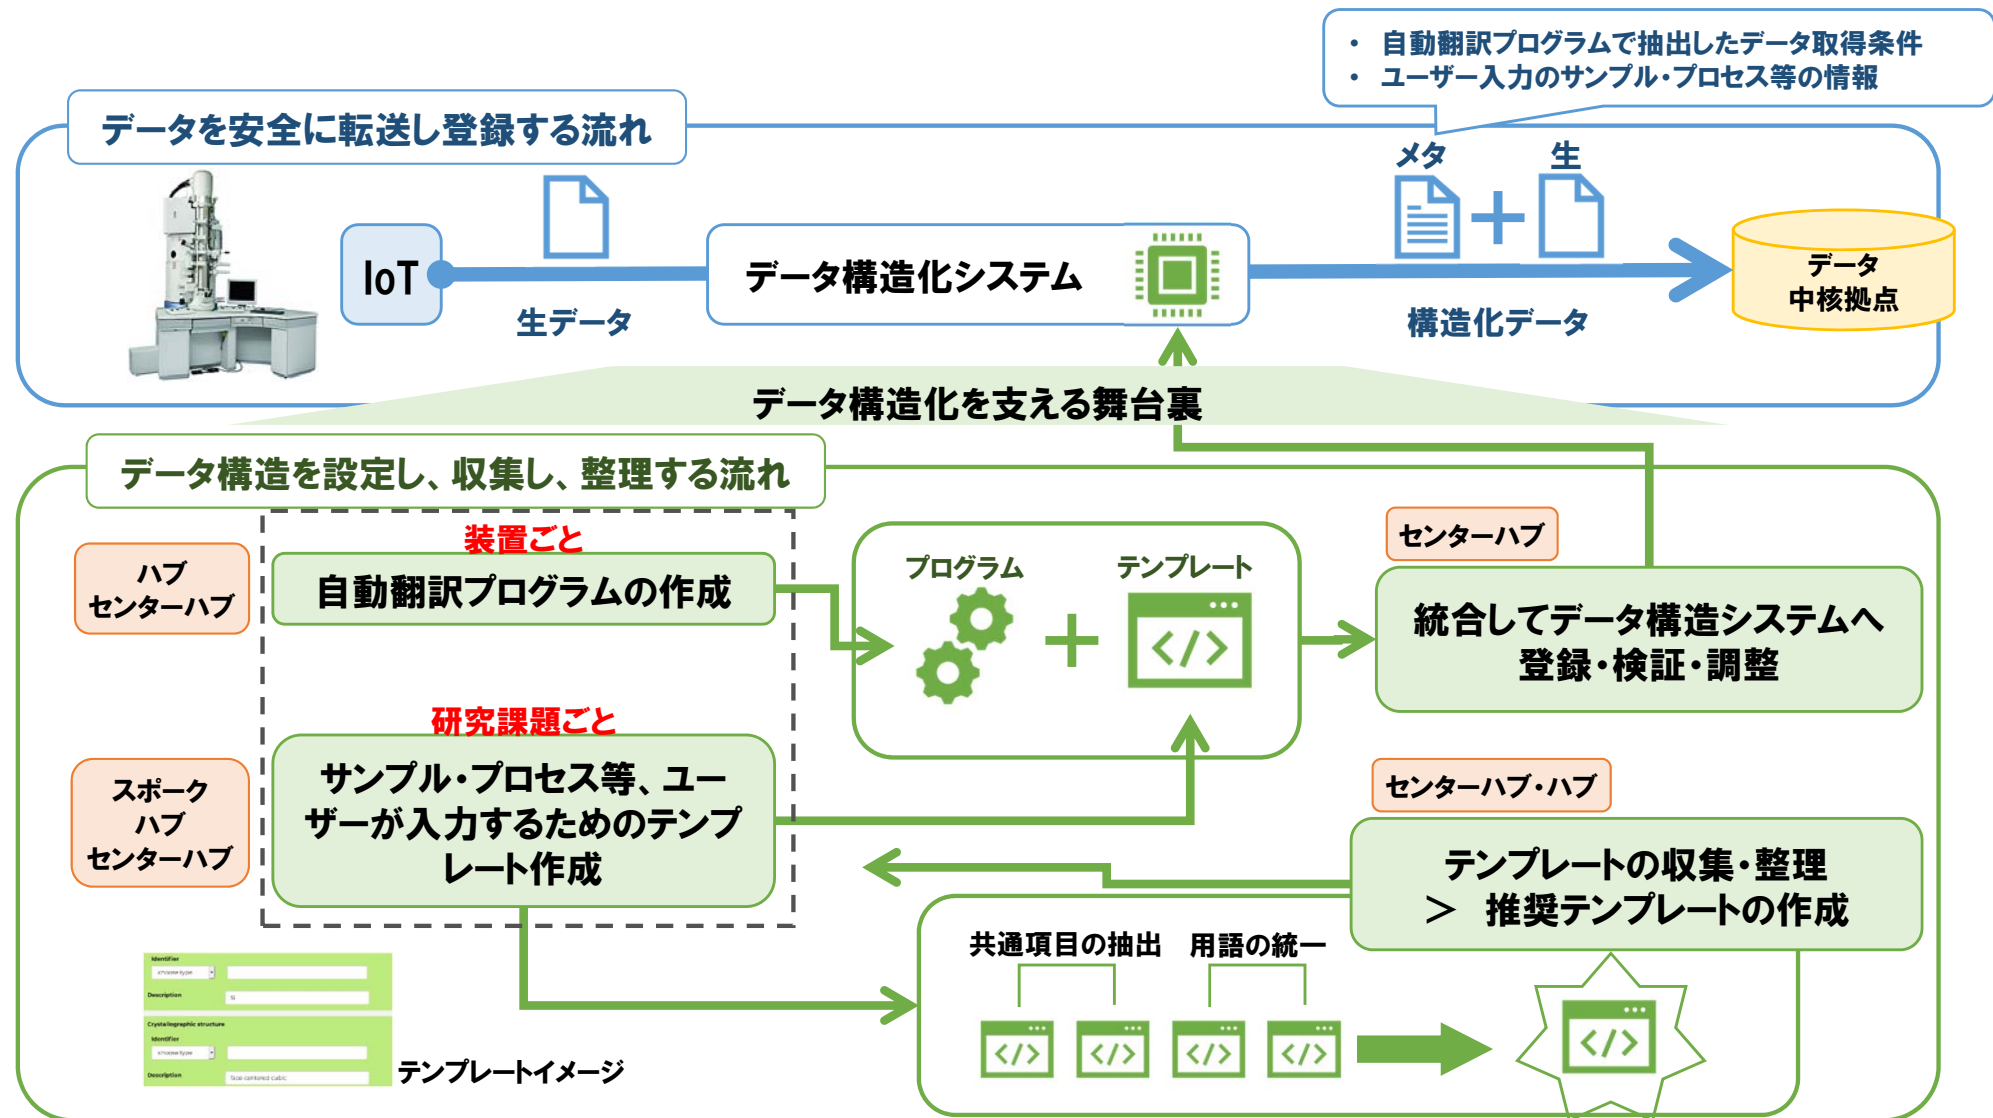 ・ 自動翻訳プログラムで抽出したデータ取得条件
・ ユーザー入力のサンプル・プロセス等の情報
データを安全に転送し登録する流れ
メタ
生
IoT
データ構造化システム
データ
中核拠点
生データ
構造化データ
データ構造化を支える舞台裏
データ構造を設定し、収集し、整理する流れ
装置ごと
ハブ
センターハブ
自動翻訳プログラムの作成
プログラム
テンプレート
センターハブ
統合してデータ構造システムへ
登録・検証・調整
研究課題ごと
スポーク
ハブ
センターハブ
サンプル・プロセス等、ユー
ザーが入力するためのテンプ
レート作成
センターハブ・ハブ
テンプレートの収集・整理
＞ 推奨テンプレートの作成
共通項目の抽出
用語の統一
</>
</>
</>
</>
</>
</>
Identifier
choose type
Description
Si
Crystallographic structure
Identifier
choose type
Description
face-centered cubic
テンプレートイメージ